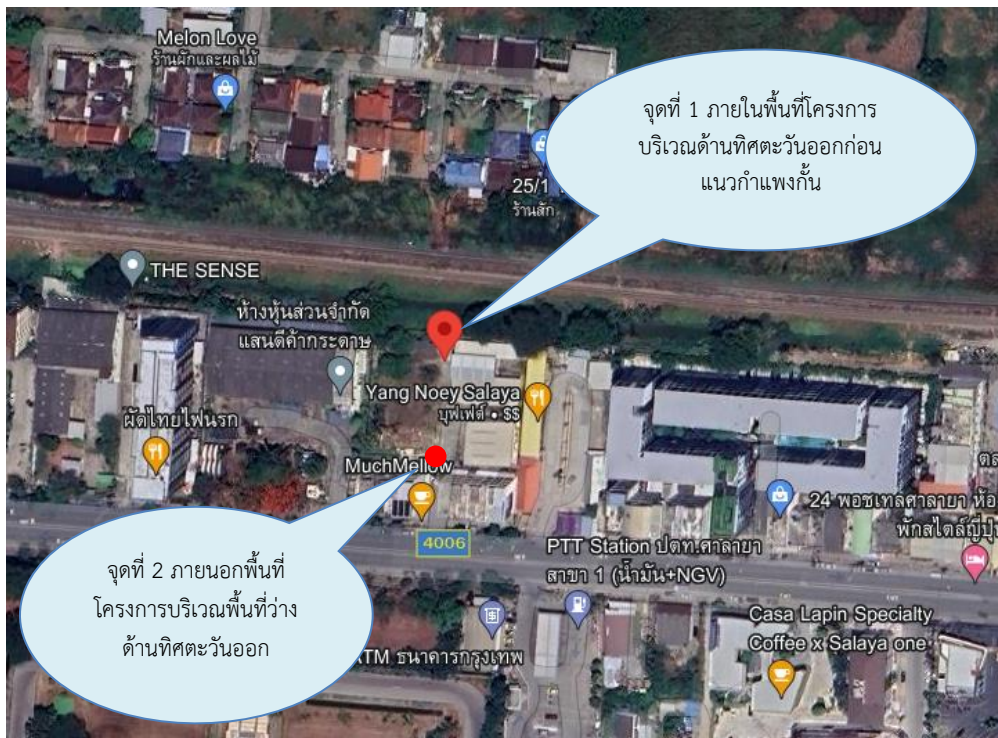 Melon Love
ร้านผักและผลไม้
จุดที่ 1 ภายในพื้นที่โครงการ
บริเวณด้านทิศตะวันออกก่อน
แนวกำแพงกั้น
25/1
ร้านสัก
THE SENSE
ห้างหุ้นส่วนจำกัด
แสนดีค้ากระดาษ
Yang Noey Salaya
บุฟเฟต์ • $$
ผัดไทยไฟนรก
MuchMellow
24 พอชเทลศาลายา ห้อ
พักสไตล์ญี่ปุ่น
4006
PTT Station ปตท.ศาลายา
สาขา 1 (น้ำมัน+NGV)
จุดที่ 2 ภายนอกพื้นที่
โครงการบริเวณพื้นที่ว่าง
ด้านทิศตะวันออก
Casa Lapin Specialty
Coffee x Salaya one
ATM ธนาคารกรุงเทพ